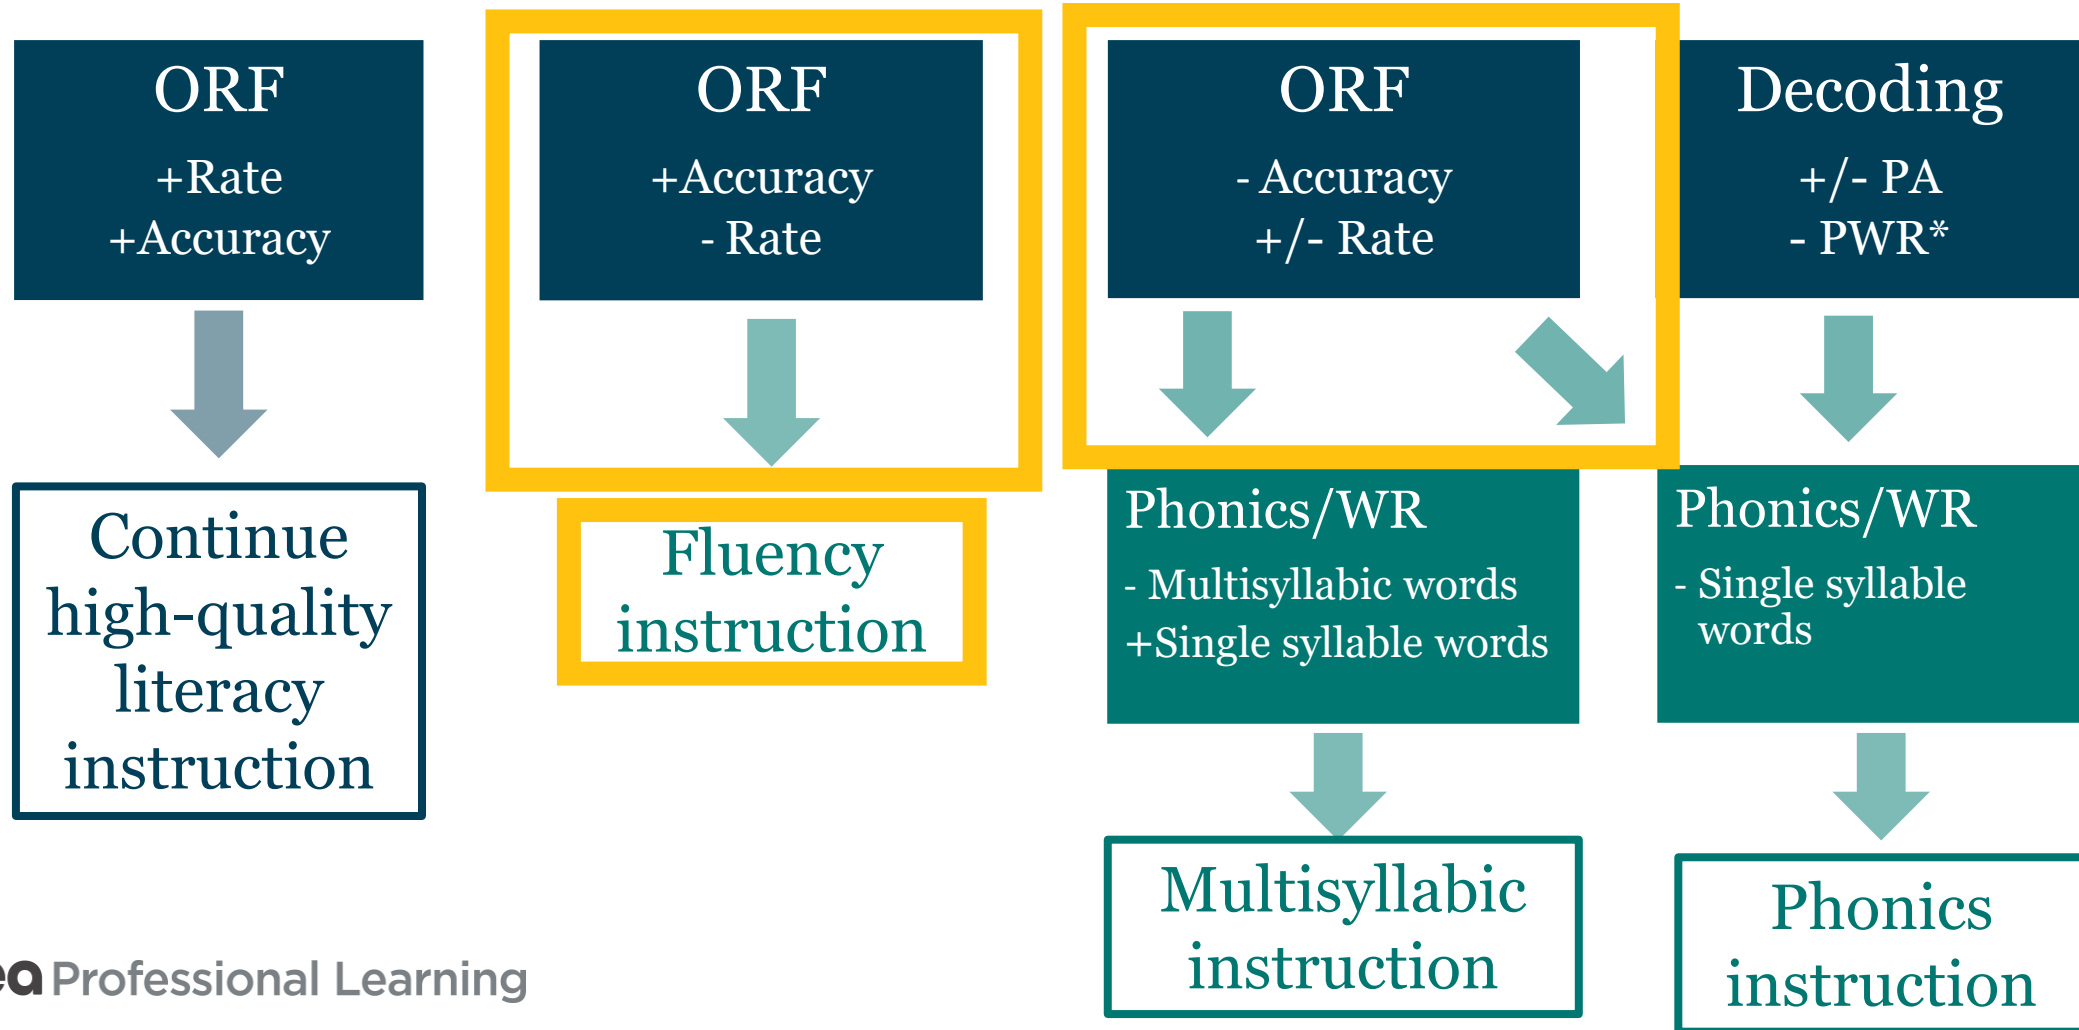 ORF
+Rate
+Accuracy
Continue
high-quality
literacy
instruction
ORF
+Accuracy
- Rate
Fluency
instruction
ORF
- Accuracy
+/- Rate
Phonics/WR
- Multisyllabic words
+Single syllable words
Multisyllabic
instruction
Decoding
+/- PA
- PWR*
Phonics/WR
- Single syllable
words
Phonics
instruction
Professional Learning